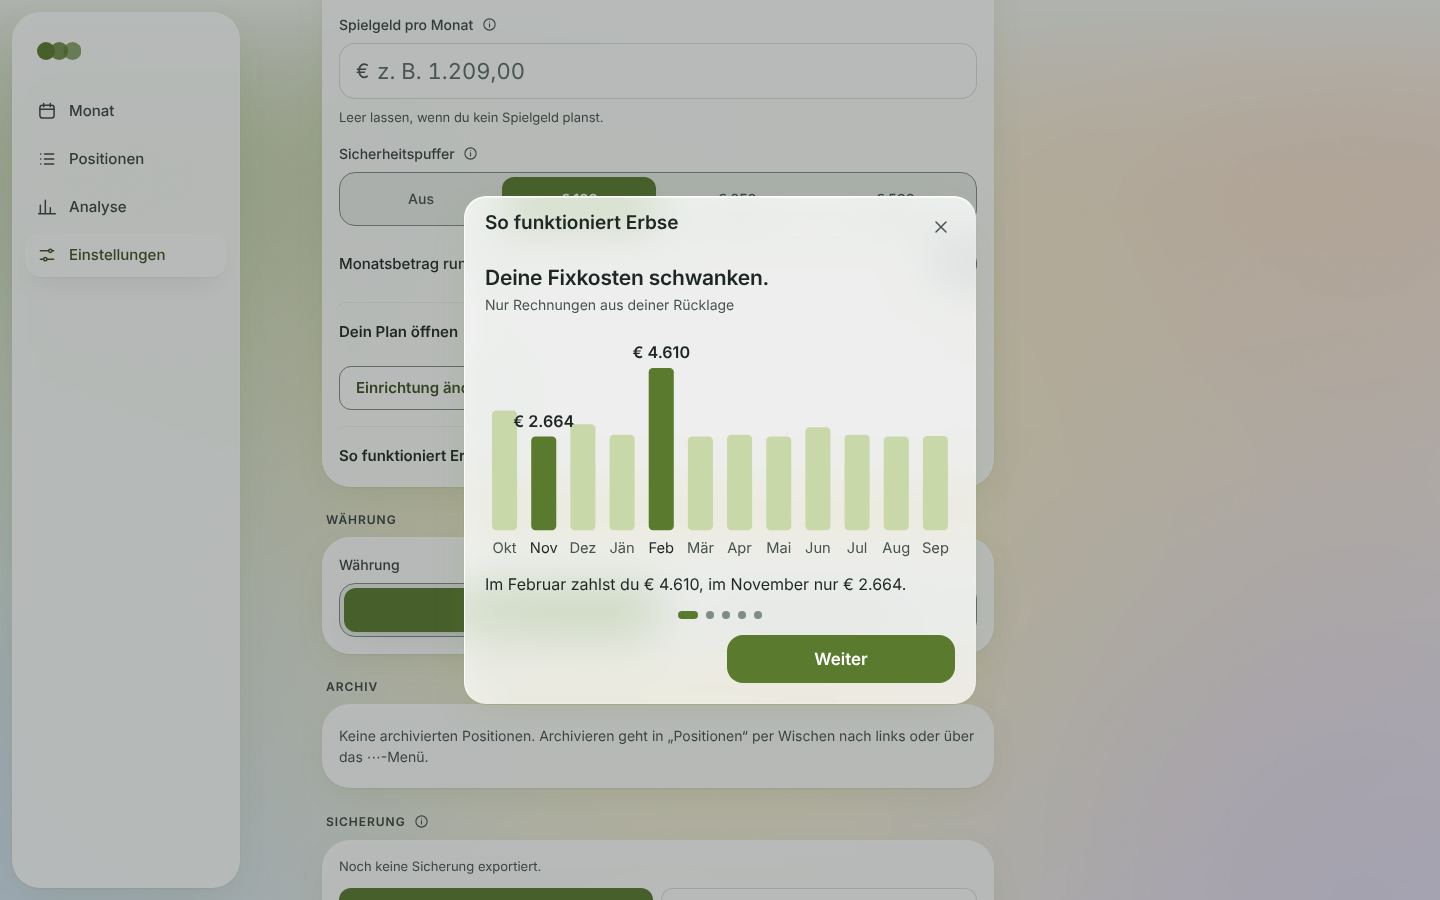 Monat
Positionen
Analyse
Einstellungen
Spielgeld pro Monat
€ z. B. 1.209,00
Leer lassen, wenn du kein Spielgeld planst.
Sicherheitspuffer
Aus
Monatsbetrag
Dein Plan öffnen
Einrichtung
So funktioniert
WÄHRUNG
Währung
ARCHIV
Keine archivierten Positionen. Archivieren geht in „Positionen“ per Wischen nach links oder über
das ···-Menü.
SICHERUNG
Noch keine Sicherung exportiert.
So funktioniert Erbse
Deine Fixkosten schwanken.
Nur Rechnungen aus deiner Rücklage
€ 4.610
€ 2.664
Okt Nov Dez Jän Feb Mär Apr Mai Jun Jul Aug Sep
Im Februar zahlst du € 4.610, im November nur € 2.664.
Weiter